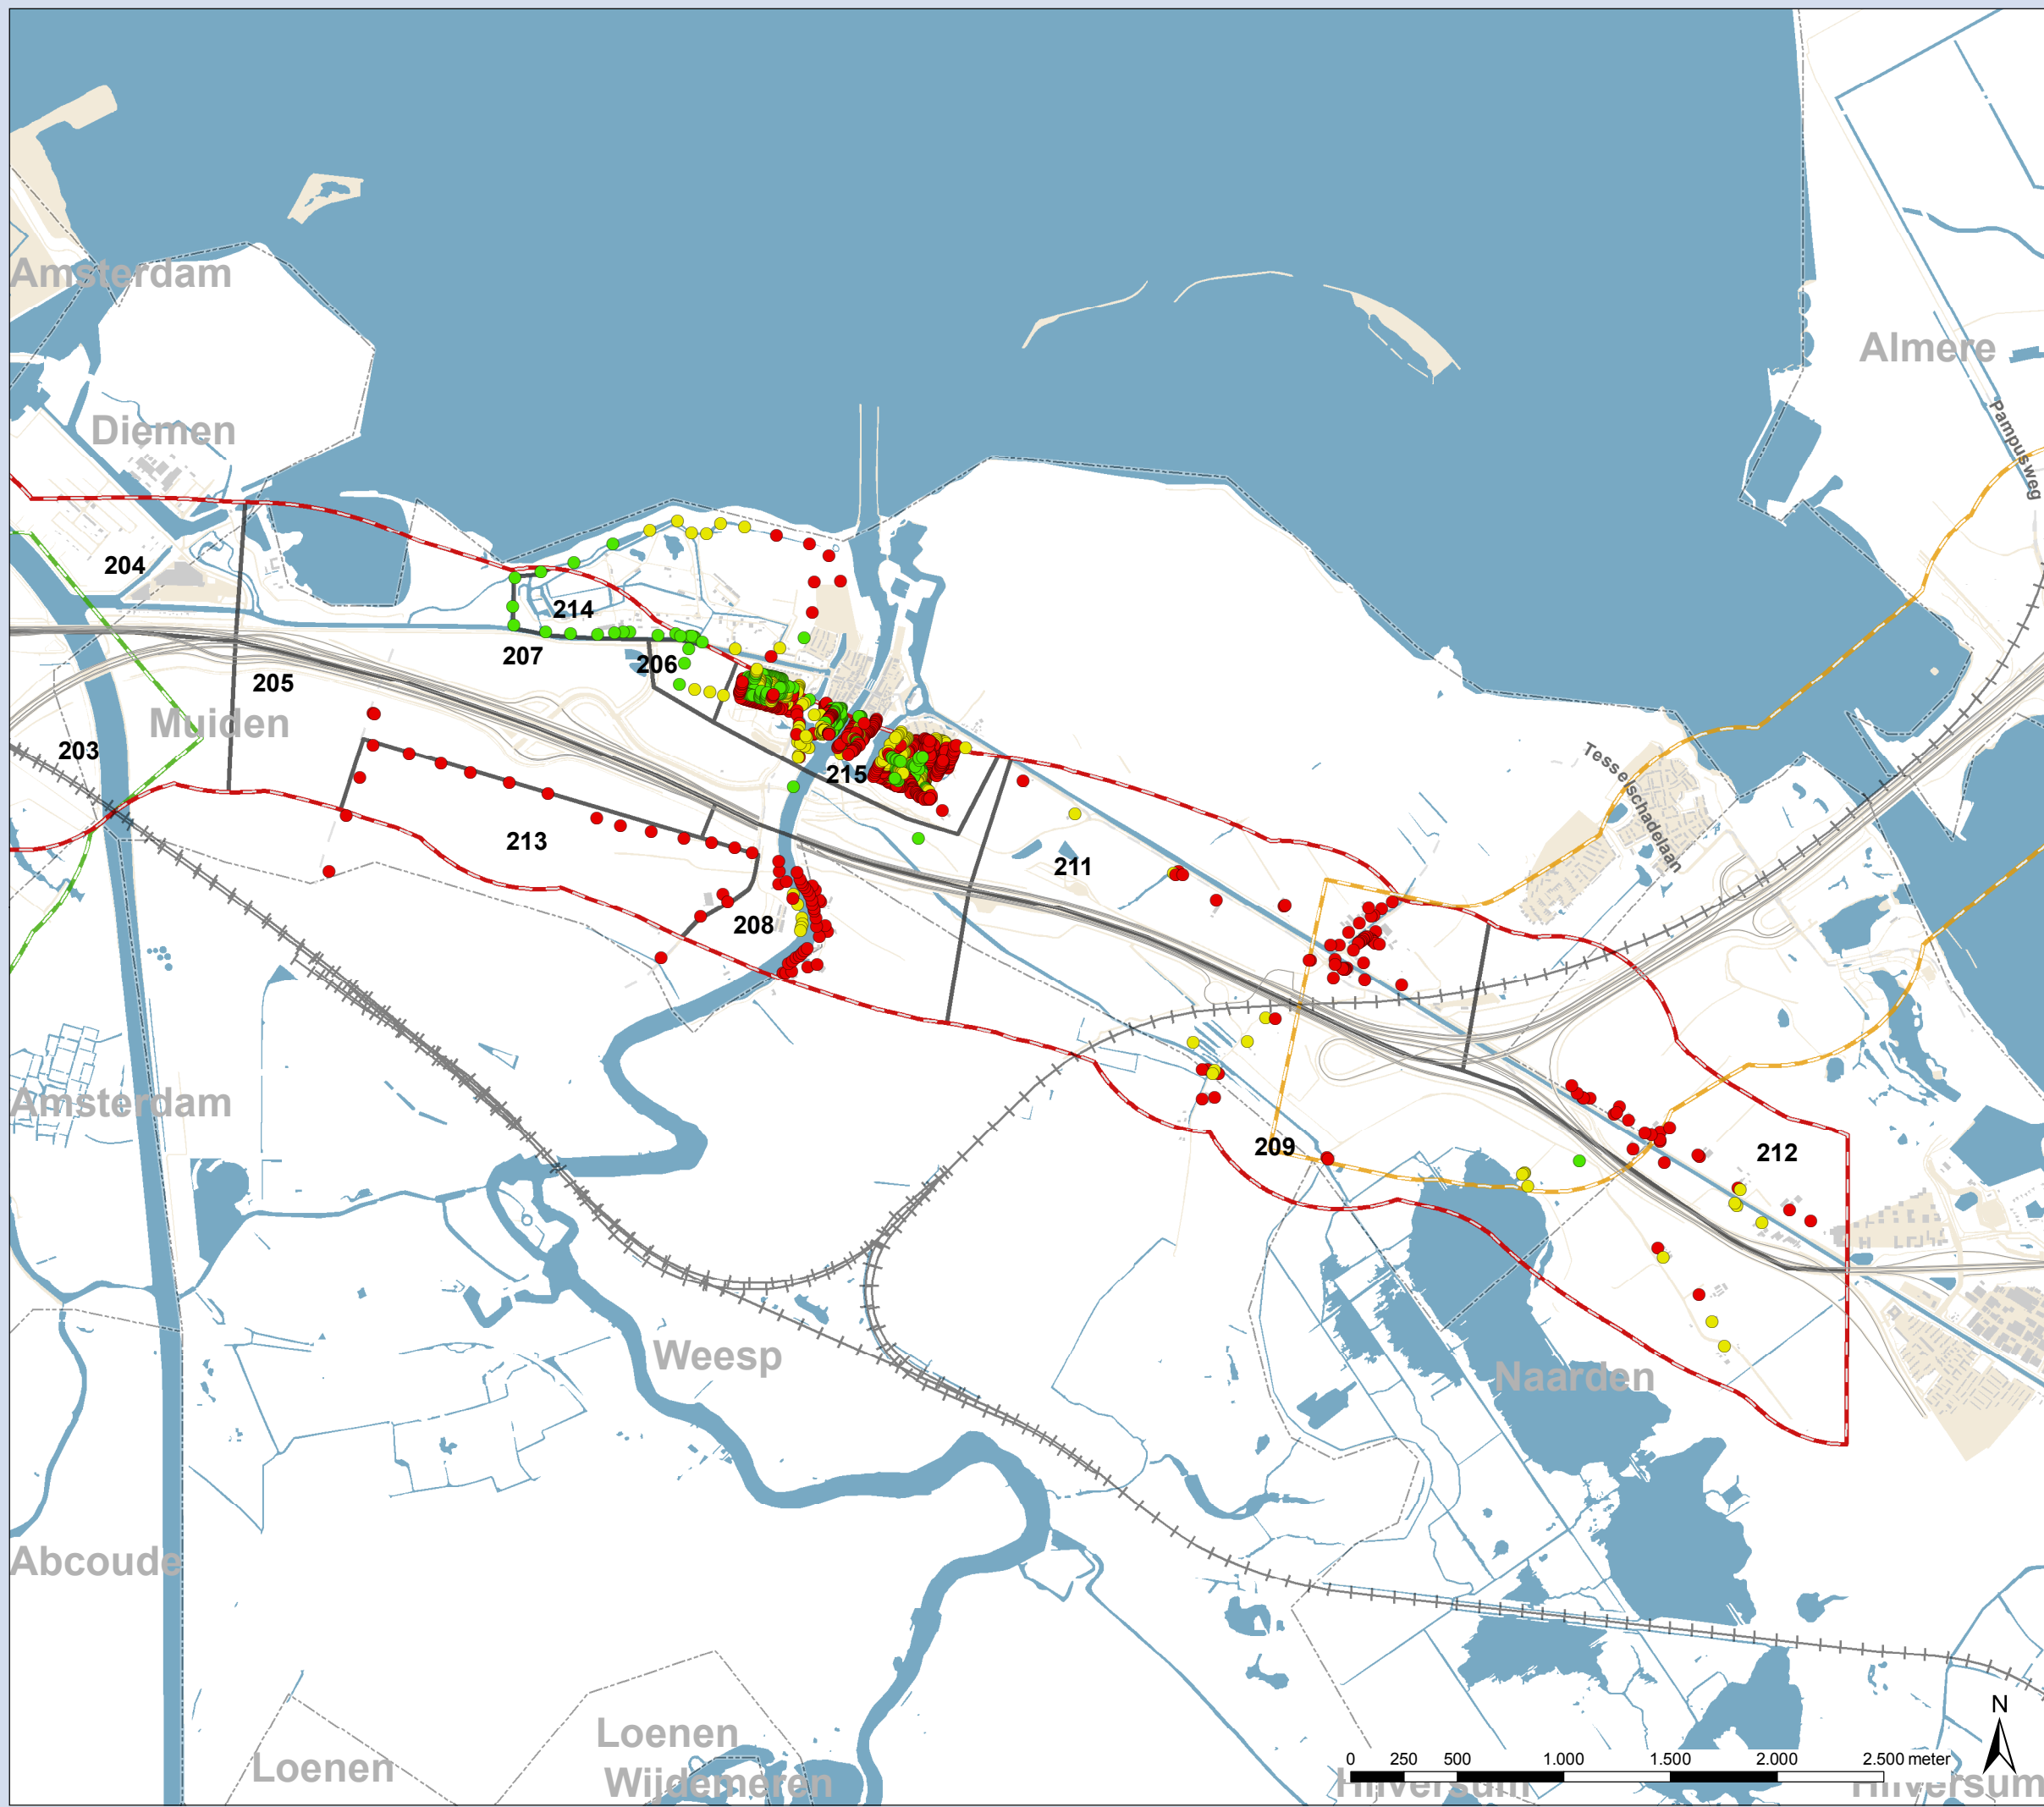 Amsterdam
Almere
Pampusweg
Diemen
204
214
207
206
205
Muiden
203
215
Tesselschadelaan
213
211
208
Amsterdam
209
212
Weesp
Naarden
Abcoude
N
Loenen
Loenen
Wijdemeren
0 250 500 1.000 1.500 2.000 2.500 meter
Hilversum
Hilversum